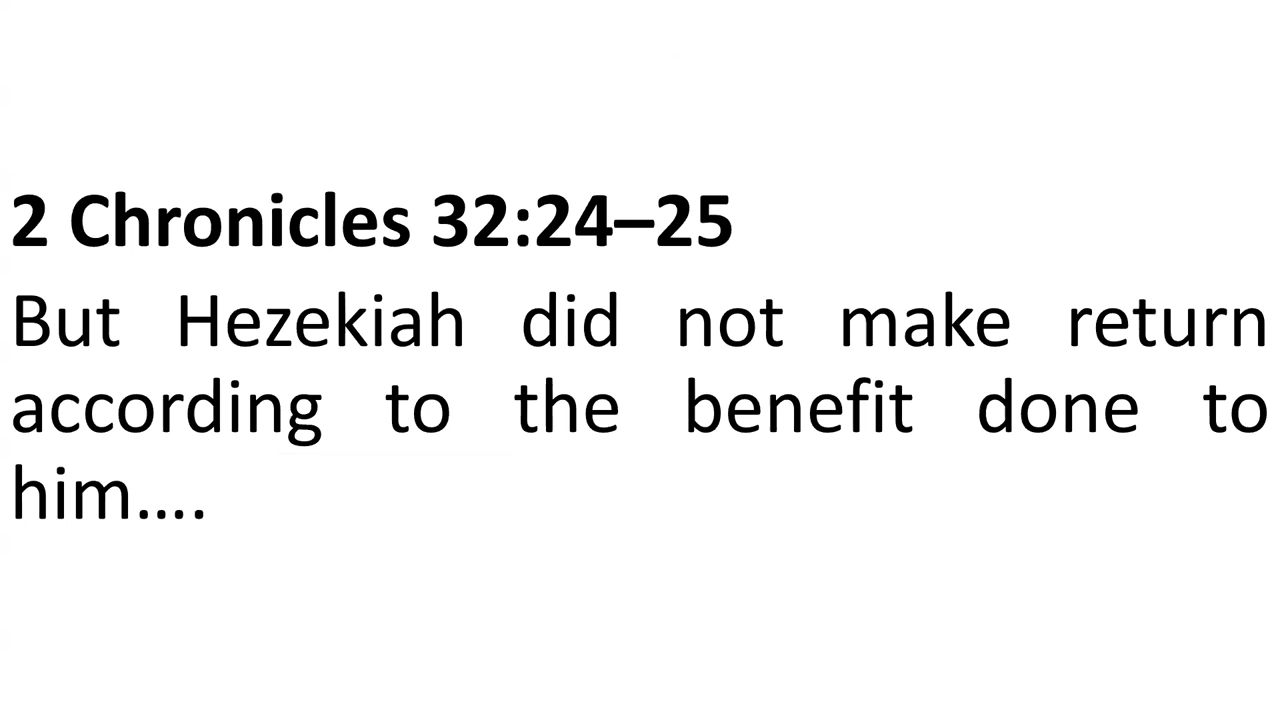 2 Chronicles 32:24–25
But Hezekiah did not make return
according to the benefit done to
him….